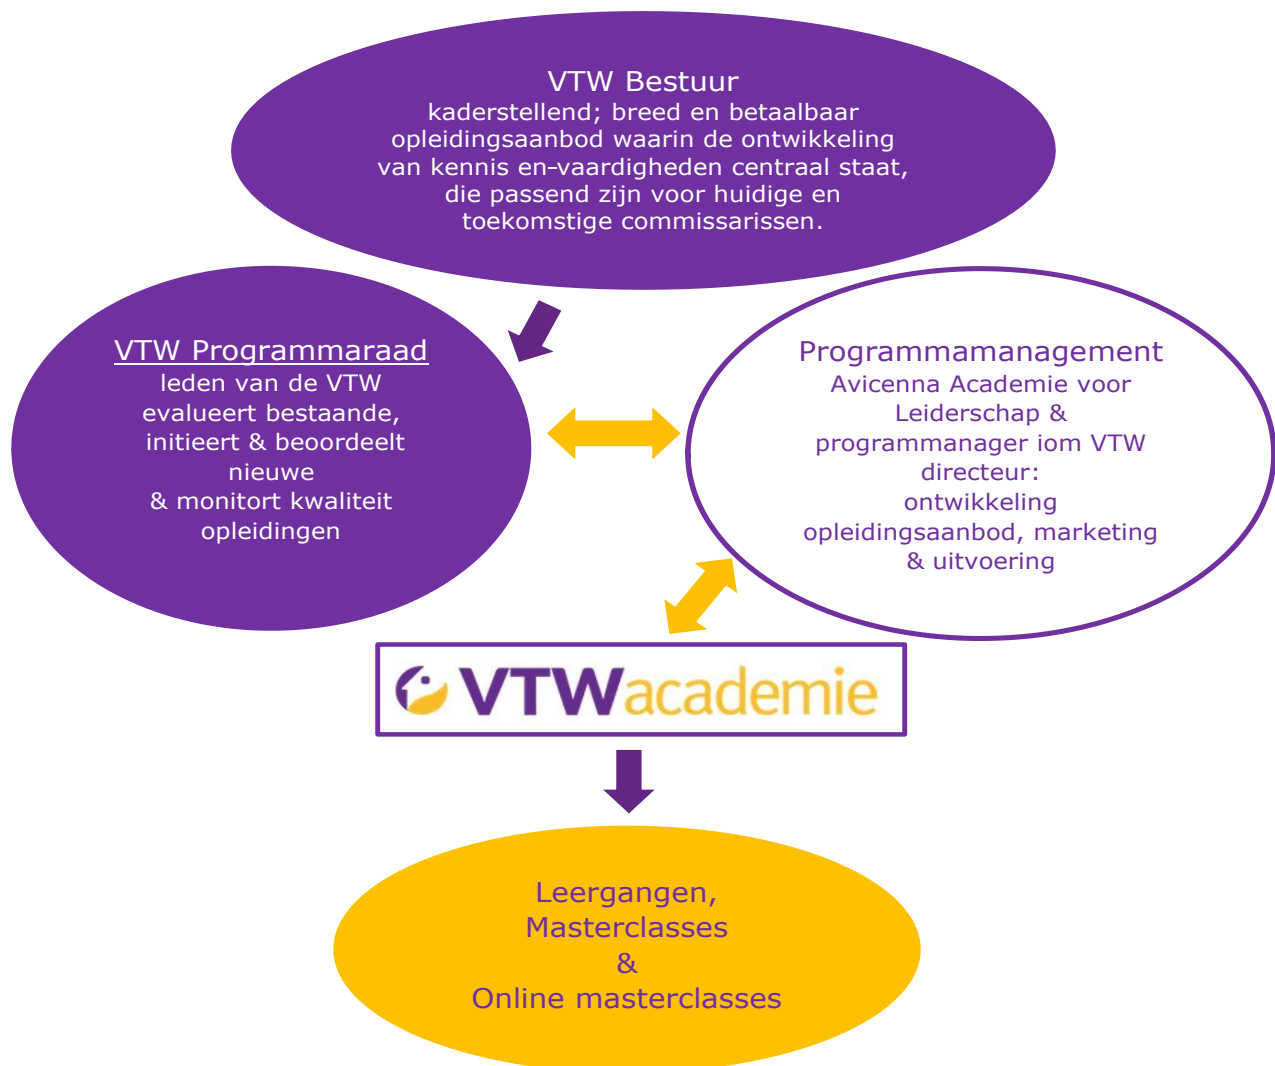 VTW Bestuur
kaderstellend; breed en betaalbaar
opleidingsaanbod waarin de ontwikkeling
van kennis en-vaardigheden centraal staat,
die passend zijn voor huidige en
toekomstige commissarissen.
VTW Programmaraad
leden van de VTW
evalueert bestaande,
initieert & beoordeelt
nieuwe
& monitort kwaliteit
opleidingen
Programmamanagement
Avicenna Academie voor
Leiderschap &
programmanager iom VTW
directeur:
ontwikkeling
opleidingsaanbod, marketing
& uitvoering
VTWacademie
Leergangen,
Masterclasses
&
Online masterclasses